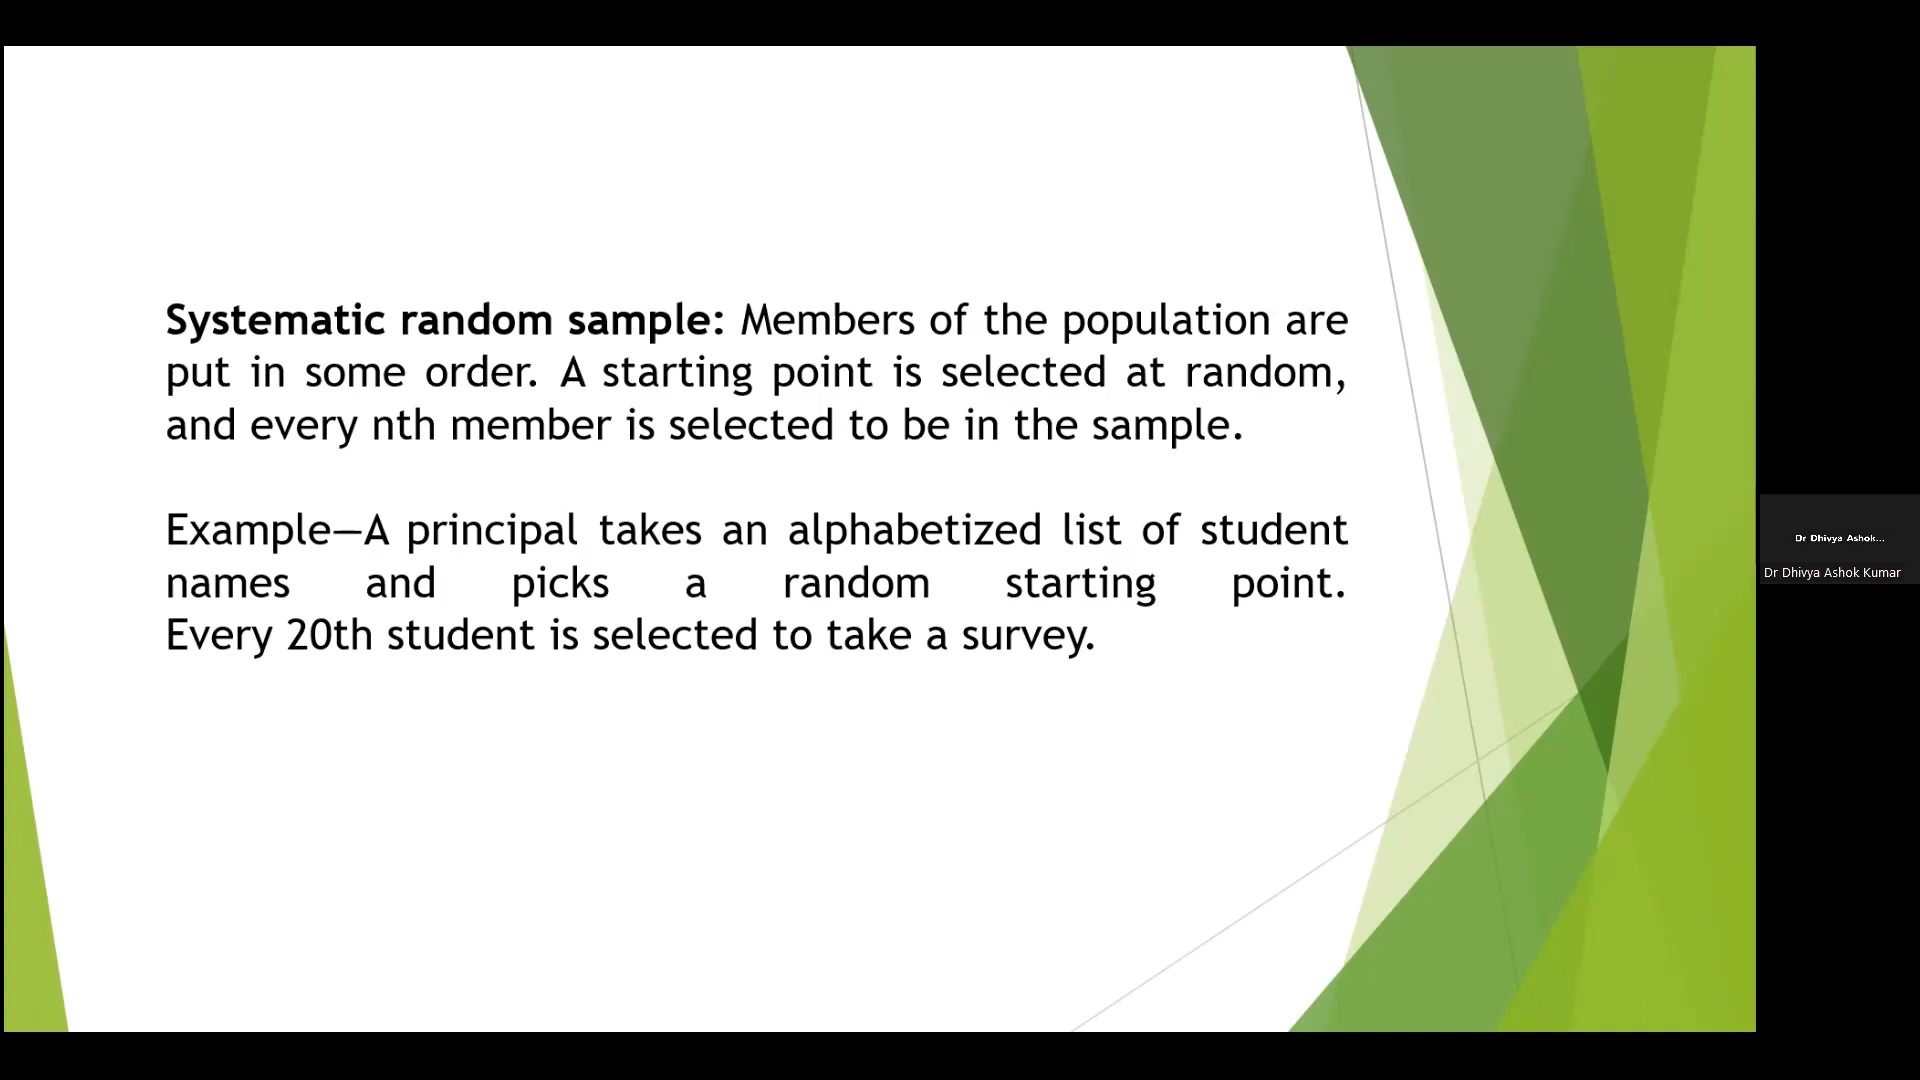 Systematic random sample: Members of the population are
put in some order. A starting point is selected at random,
and every nth member is selected to be in the sample.
Example—A principal takes an alphabetized list of student
names and picks a random starting point.
Every 20th student is selected to take a survey.
Dr Dhivya Ashok...
Dr Dhivya Ashok Kumar